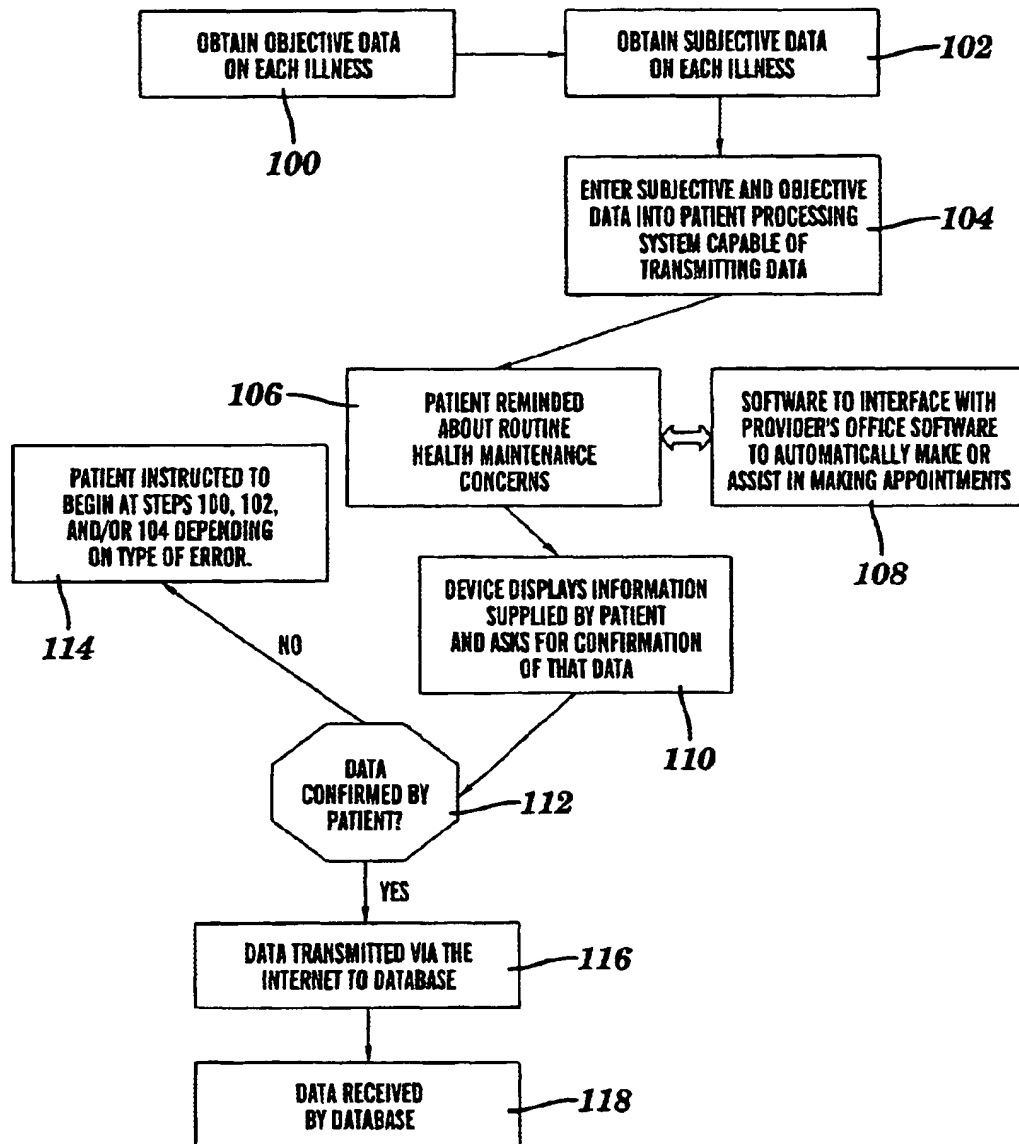 OBTAIN OBJECTIVE DATA
ON EACH ILLNESS
100
OBTAIN SUBJECTIVE DATA
ON EACH ILLNESS
102
ENTER SUBJECTIVE AND OBJECTIVE
DATA INTO PATIENT PROCESSING
SYSTEM CAPABLE OF
TRANSMITTING DATA
104
106
PATIENT REMINDED
ABOUT ROUTINE
HEALTH MAINTENANCE
CONCERNS
SOFTWARE TO INTERFACE WITH
PROVIDER'S OFFICE SOFTWARE
TO AUTOMATICALLY MAKE OR
ASSIST IN MAKING APPOINTMENTS
108
PATIENT INSTRUCTED TO
BEGIN AT STEPS 100, 102,
AND/OR 104 DEPENDING
ON TYPE OF ERROR.
114
DEVICE DISPLAYS INFORMATION
SUPPLIED BY PATIENT
AND ASKS FOR CONFIRMATION
OF THAT DATA
110
NO
DATA
CONFIRMED BY
PATIENT?
112
YES
DATA TRANSMITTED VIA THE
INTERNET TO DATABASE
116
DATA RECEIVED
BY DATABASE
118